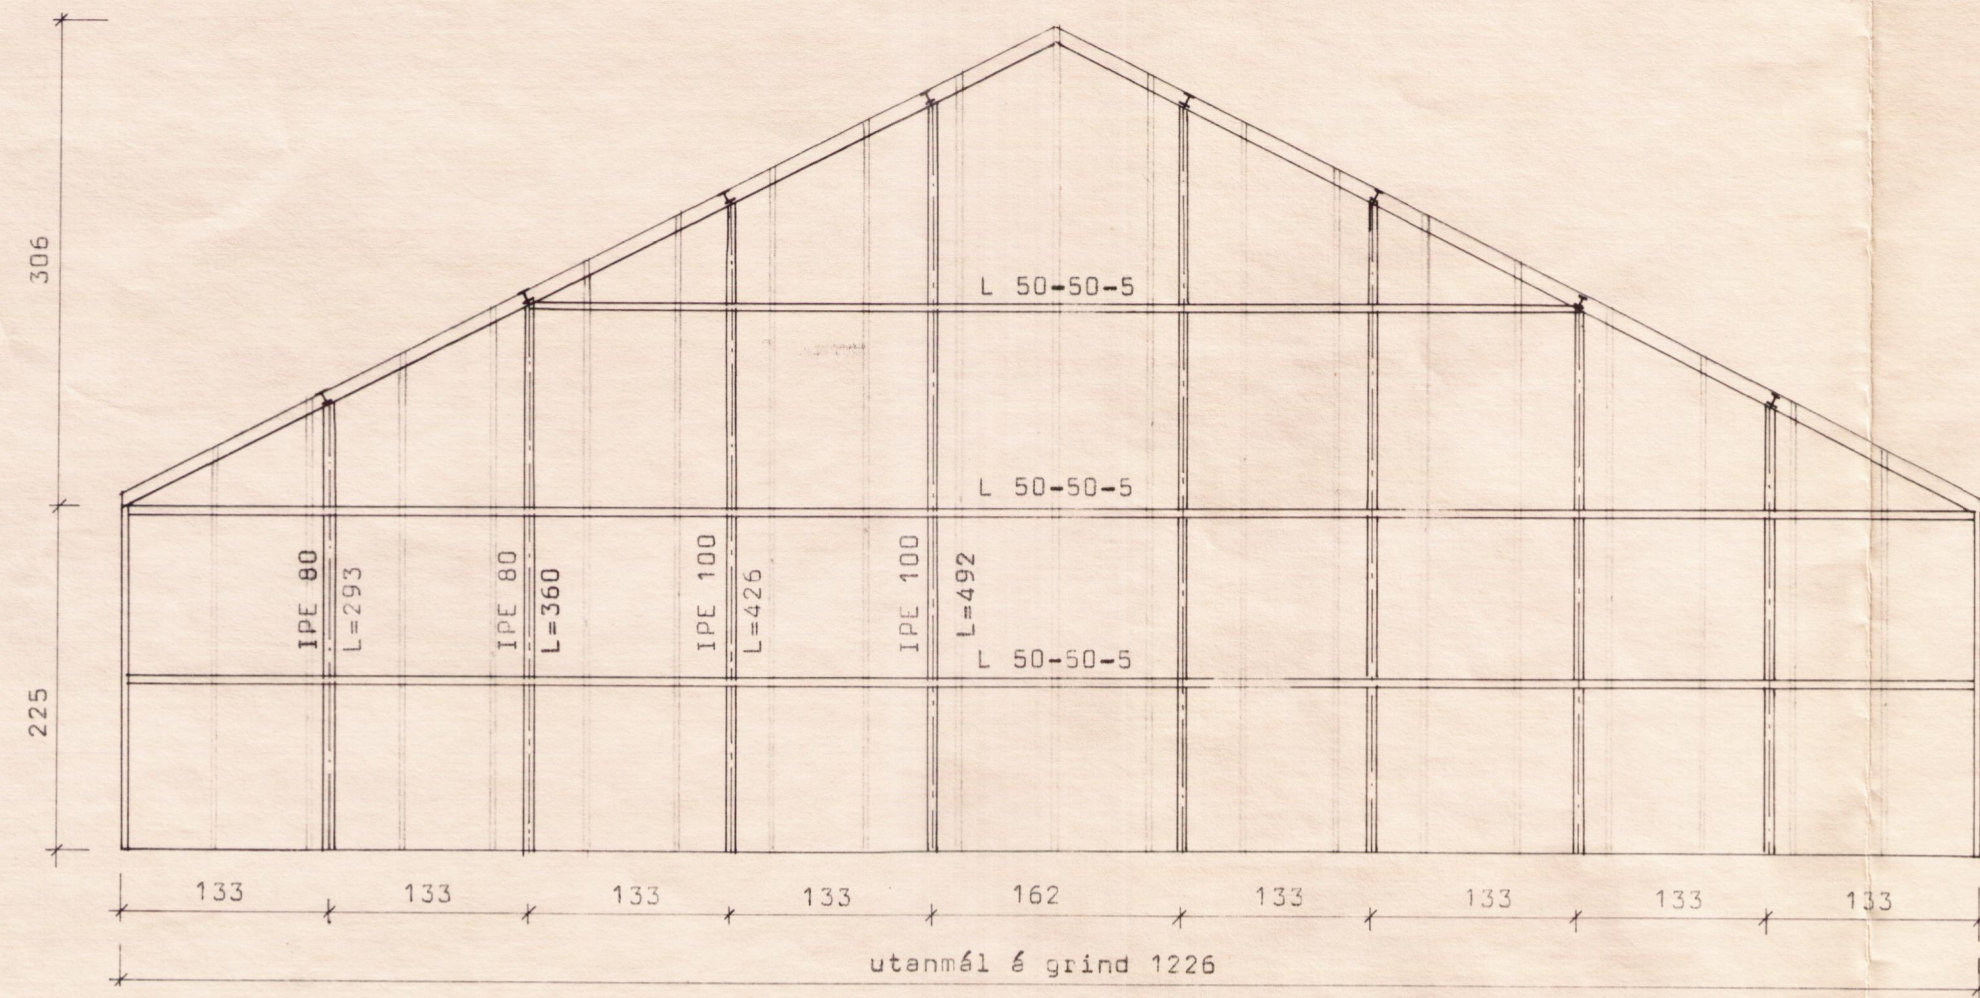 306
L 50-50-5
L 50-50-5
IPE 80
L=293
IPE 80
L=360
IPE 100
L=426
IPE 100
L=492
L 50-50-5
225
133 133 133 133 162 133 133 133 133
utanmál á grind 1226